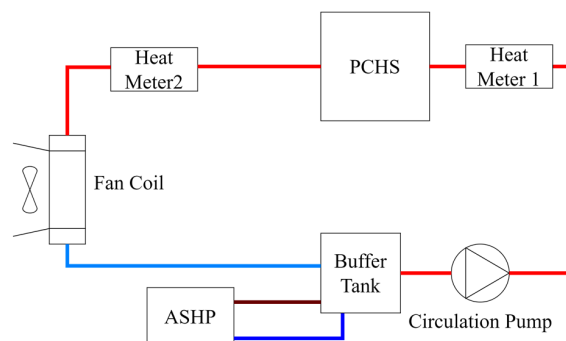 Heat
Meter2
PCHS
Heat
Meter 1
Fan Coil
Buffer
Tank
ASHP
Circulation Pump